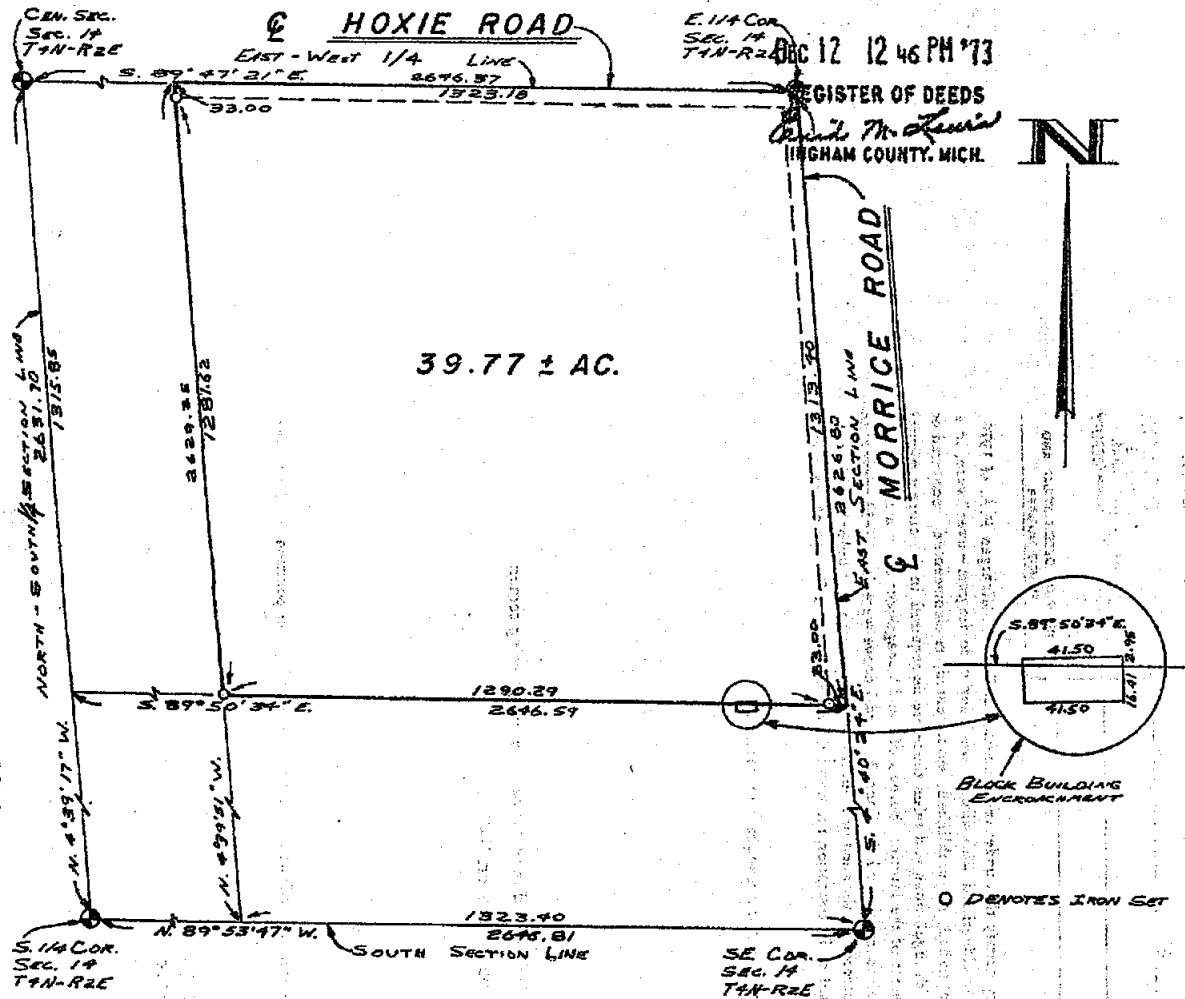 CEN. SEC.
SEC. 14
T4N-R2E
℄ HOXIE ROAD
EAST-WEST 1/4 LINE
S. 89° 47' 21" E.
2646.37
1323.18
33.00
E. 1/4 COR
SEC. 14
T4N-R2E
DEC 12 12 46 PM '73
REGISTER OF DEEDS
INGHAM COUNTY, MICH.
N
39.77 ± AC.
NORTH-SOUTH 1/4 SECTION LINE
2631.70
1315.85
2629.35
1281.62
1313.40
2626.80
EAST SECTION LINE
℄ MORRICE ROAD
33.00
S. 89° 50' 34" E.
1290.29
2646.59
S. 89° 50' 34" E.
41.50
2.95
16.41
41.50
BLOCK BUILDING
ENCROACHMENT
N. 4° 39' 17" W.
S. 4° 40' 24" E.
O DENOTES IRON SET
1323.40
N. 89° 53' 47" W.
2646.81
SOUTH SECTION LINE
S. 1/4 COR.
SEC. 14
T4N-R2E
SE COR.
SEC. 14
T4N-R2E